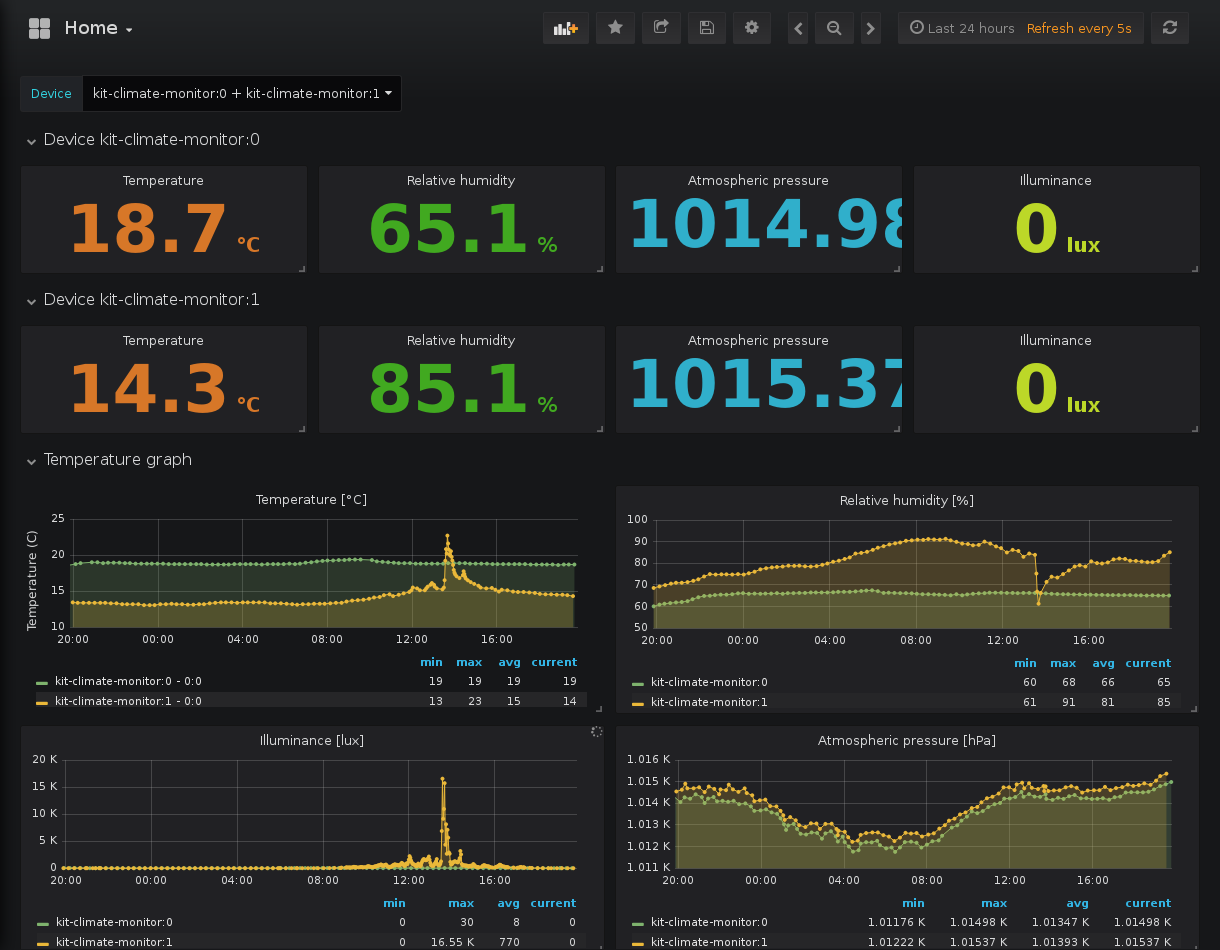 Home
Last 24 hours Refresh every 5s
Device kit-climate-monitor:0 + kit-climate-monitor:1
Device kit-climate-monitor:0
Temperature Relative humidity Atmospheric pressure Illuminance
18.7 °C 65.1 % 1014.98 0 lux
Device kit-climate-monitor:1
Temperature Relative humidity Atmospheric pressure Illuminance
14.3 °C 85.1 % 1015.37 0 lux
Temperature graph
Temperature [°C]
Temperature (C)
25
20
15
10
20:00 00:00 04:00 08:00 12:00 16:00
min max avg current
kit-climate-monitor:0 - 0:0 19 19 19 19
kit-climate-monitor:1 - 0:0 13 23 15 14
Relative humidity [%]
100
90
80
70
60
50
20:00 00:00 04:00 08:00 12:00 16:00
min max avg current
kit-climate-monitor:0 60 68 66 65
kit-climate-monitor:1 61 91 81 85
Illuminance [lux]
20 K
15 K
10 K
5 K
0
20:00 00:00 04:00 08:00 12:00 16:00
min max avg current
kit-climate-monitor:0 0 30 8 0
kit-climate-monitor:1 0 16.55 K 770 0
Atmospheric pressure [hPa]
1.016 K
1.015 K
1.014 K
1.013 K
1.012 K
1.011 K
20:00 00:00 04:00 08:00 12:00 16:00
min max avg current
kit-climate-monitor:0 1.01176 K 1.01498 K 1.01347 K 1.01498 K
kit-climate-monitor:1 1.01222 K 1.01537 K 1.01393 K 1.01537 K